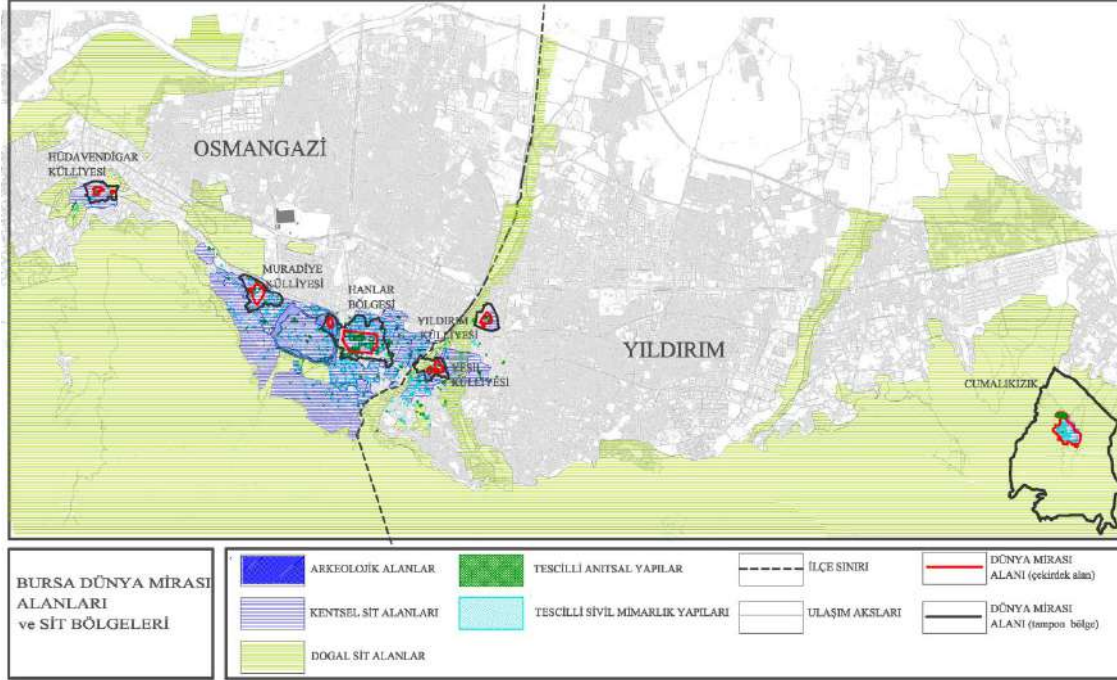 OSMANGAZİ
HÜDAVENDİGAR
KÜLLİYESİ
MURADİYE
KÜLLİYESİ
HANLAR
BÖLGESİ
YILDIRIM
KÜLLİYESİ
YEŞİL
KÜLLİYESİ
YILDIRIM
CUMALIKIZIK
BURSA DÜNYA MİRASI
ALANLARI
ve SİT BÖLGELERİ
ARKEOLOJİK ALANLAR
KENTSEL SİT ALANLARI
DOGAL SİT ALANLAR
TESCİLLİ ANITSAL YAPILAR
TESCİLLİ SİVİL MİMARLIK YAPILARI
İLÇE SINIRI
ULAŞIM AKSLARI
DÜNYA MİRASI
ALANI (çekirdek alan)
DÜNYA MİRASI
ALANI (tampon bölge)